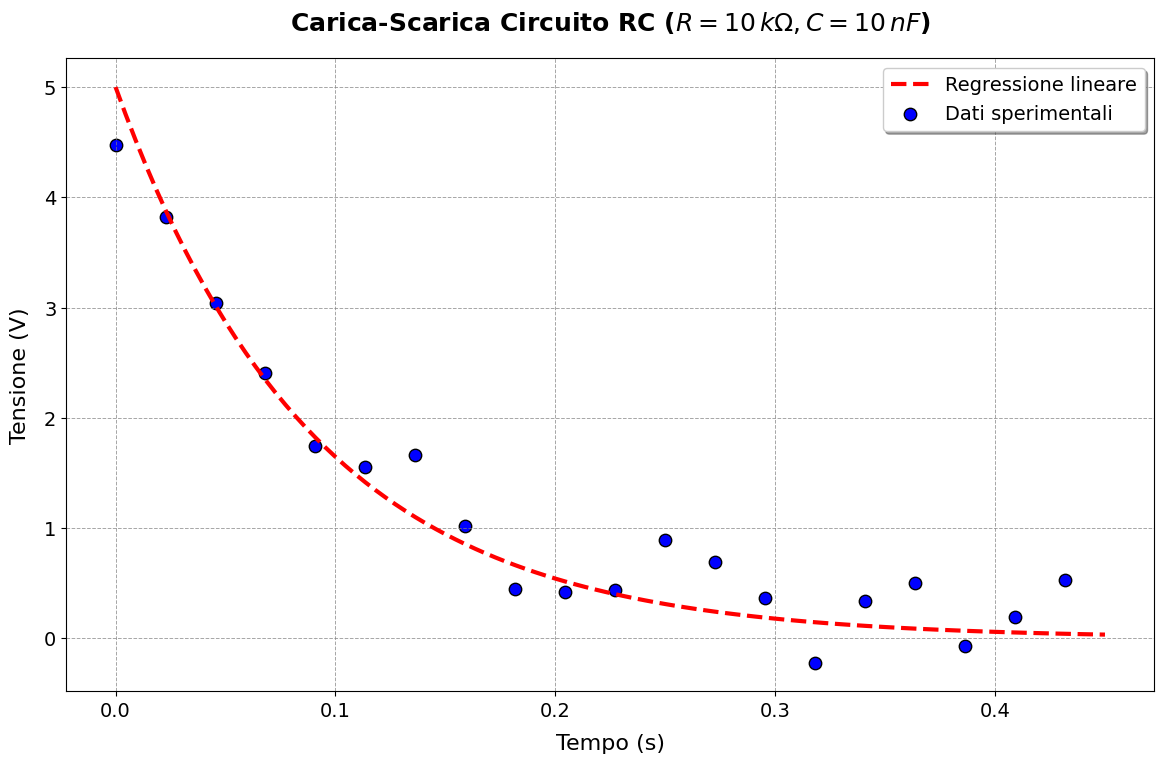 Carica-Scarica Circuito RC (R = 10 kΩ, C = 10 nF)
Regressione lineare
Dati sperimentali
Tensione (V)
5
4
3
2
1
0
0.0 0.1 0.2 0.3 0.4
Tempo (s)